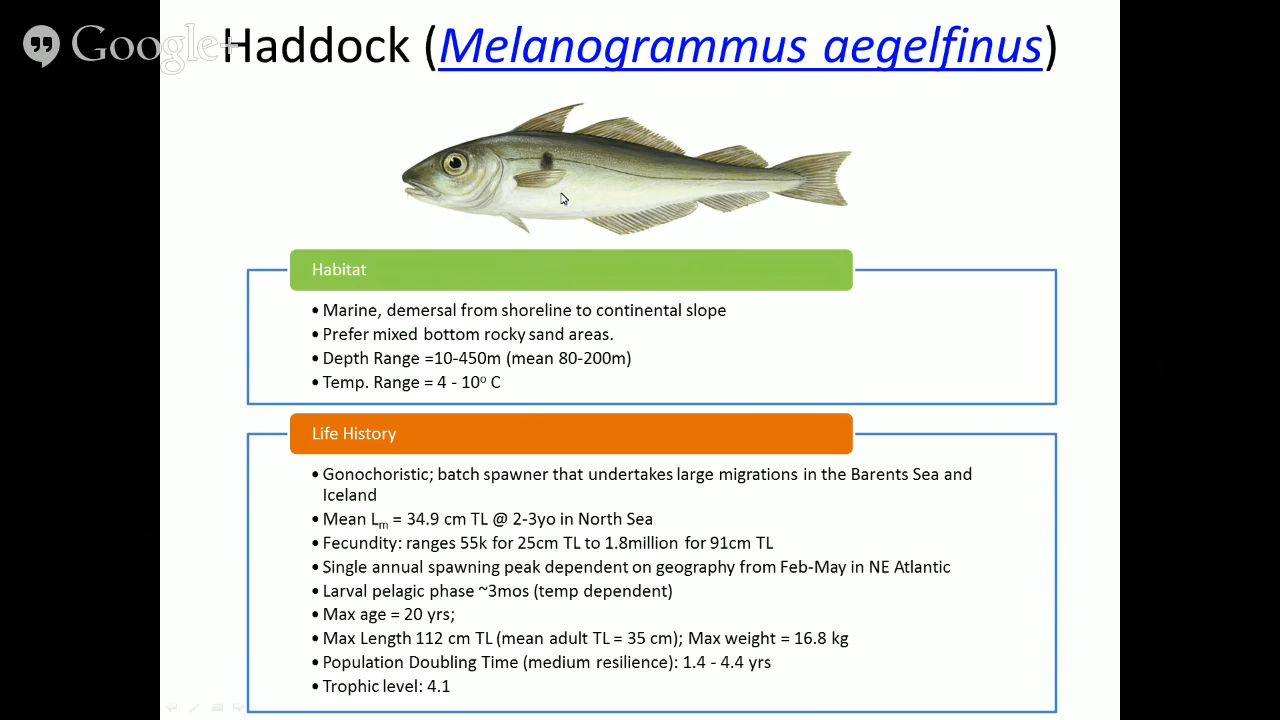 Google+
Haddock (Melanogrammus aegelfinus)
Habitat
• Marine, demersal from shoreline to continental slope
• Prefer mixed bottom rocky sand areas.
• Depth Range =10-450m (mean 80-200m)
• Temp. Range = 4 - 10º C
Life History
• Gonochoristic; batch spawner that undertakes large migrations in the Barents Sea and
Iceland
• Mean Lm = 34.9 cm TL @ 2-3yo in North Sea
• Fecundity: ranges 55k for 25cm TL to 1.8million for 91cm TL
• Single annual spawning peak dependent on geography from Feb-May in NE Atlantic
• Larval pelagic phase ~3mos (temp dependent)
• Max age = 20 yrs;
• Max Length 112 cm TL (mean adult TL = 35 cm); Max weight = 16.8 kg
• Population Doubling Time (medium resilience): 1.4 - 4.4 yrs
• Trophic level: 4.1